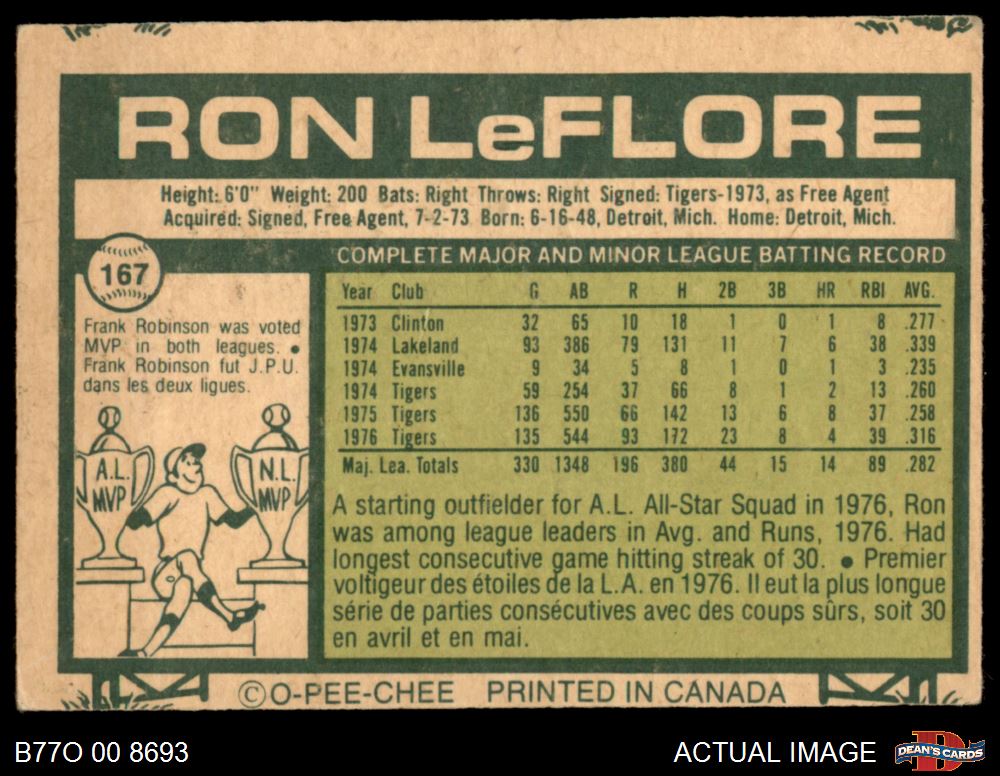 RON LeFLORE
Height: 6'0" Weight: 200 Bats: Right Throws: Right Signed: Tigers-1973, as Free Agent
Acquired: Signed, Free Agent, 7-2-73 Born: 6-16-48, Detroit, Mich. Home: Detroit, Mich.
167
Frank Robinson was voted
MVP in both leagues. ●
Frank Robinson fut J.P.U.
dans les deux ligues.
A.L.
MVP
N.L.
MVP
COMPLETE MAJOR AND MINOR LEAGUE BATTING RECORD
Year Club G AB R H 2B 3B HR RBI AVG.
1973 Clinton 32 65 10 18 1 0 1 8 .277
1974 Lakeland 93 386 79 131 11 7 6 38 .339
1974 Evansville 9 34 5 8 1 0 1 3 .235
1974 Tigers 59 254 37 66 8 1 2 13 .260
1975 Tigers 136 550 66 142 13 6 8 37 .258
1976 Tigers 135 544 93 172 23 8 4 39 .316
Maj. Lea. Totals 330 1348 196 380 44 15 14 89 .282
A starting outfielder for A.L. All-Star Squad in 1976, Ron
was among league leaders in Avg. and Runs, 1976. Had
longest consecutive game hitting streak of 30. ● Premier
voltigeur des étoiles de la L.A. en 1976. Il eut la plus longue
série de parties consécutives avec des coups sûrs, soit 30
en avril et en mai.
©O-PEE-CHEE PRINTED IN CANADA
B77O 00 8693
ACTUAL IMAGE
DEAN'S CARDS